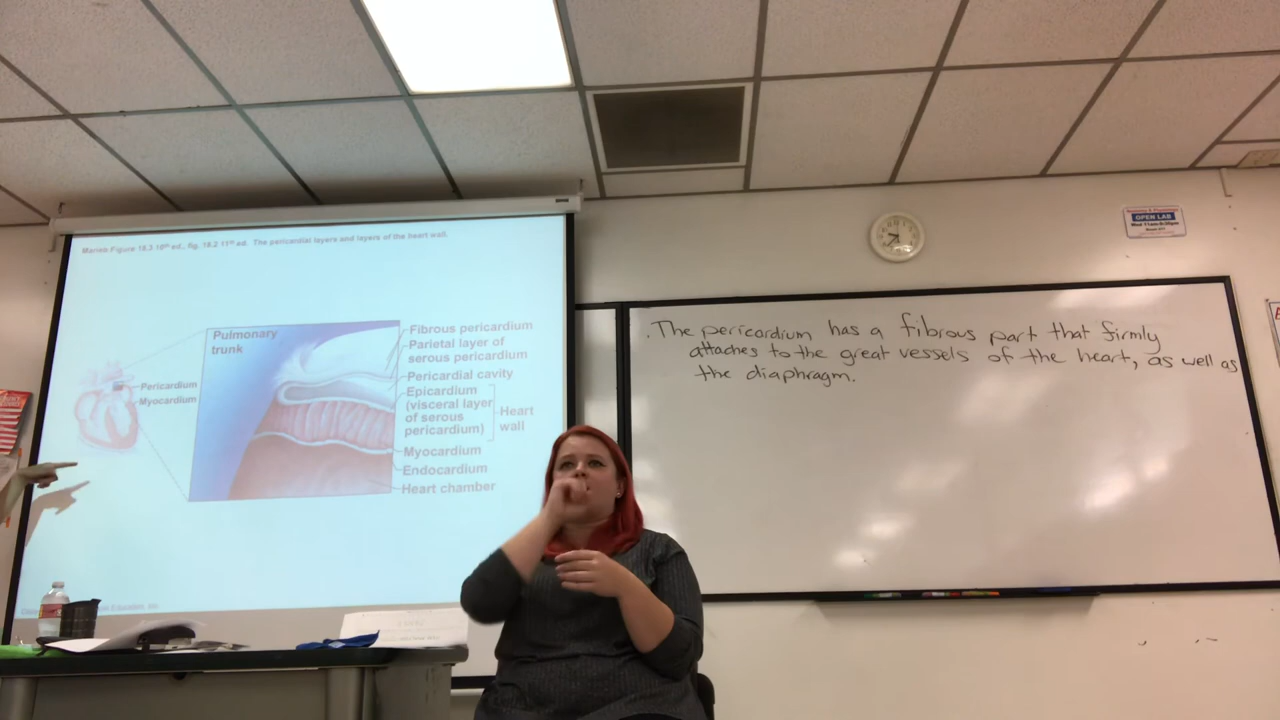 Marieb Figure 18.3 10th ed., fig. 18.2 11th ed. The pericardial layers and layers of the heart wall.
Pulmonary
trunk
Pericardium
Myocardium
Fibrous pericardium
Parietal layer of
serous pericardium
Pericardial cavity
Epicardium
(visceral layer
of serous
pericardium)
Heart
wall
Myocardium
Endocardium
Heart chamber
Education, Inc
. The pericardium has a fibrous part that firmly
attaches to the great vessels of the heart, as well as
the diaphragm.
OPEN LAB